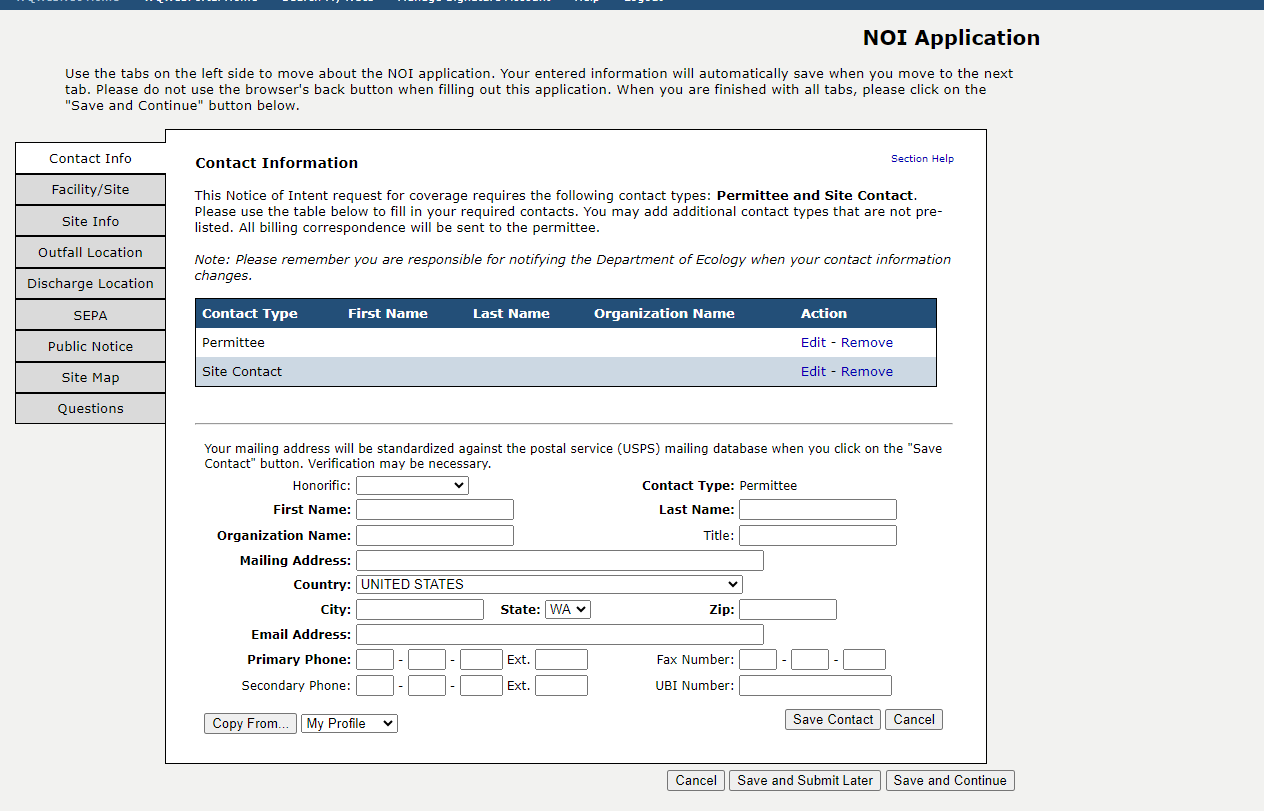 NOI Application
Use the tabs on the left side to move about the NOI application. Your entered information will automatically save when you move to the next
tab. Please do not use the browser's back button when filling out this application. When you are finished with all tabs, please click on the
"Save and Continue" button below.
Contact Info
Facility/Site
Site Info
Outfall Location
Discharge Location
SEPA
Public Notice
Site Map
Questions
Contact Information
Section Help
This Notice of Intent request for coverage requires the following contact types: Permittee and Site Contact.
Please use the table below to fill in your required contacts. You may add additional contact types that are not pre-
listed. All billing correspondence will be sent to the permittee.
Note: Please remember you are responsible for notifying the Department of Ecology when your contact information
changes.
Contact Type First Name Last Name Organization Name Action
Permittee Edit - Remove
Site Contact Edit - Remove
Your mailing address will be standardized against the postal service (USPS) mailing database when you click on the "Save
Contact" button. Verification may be necessary.
Honorific: Contact Type: Permittee
First Name: Last Name:
Organization Name: Title:
Mailing Address:
Country: UNITED STATES
City: State: WA Zip:
Email Address:
Primary Phone: - - Ext. Fax Number: - -
Secondary Phone: - - Ext. UBI Number:
Copy From... My Profile Save Contact Cancel
Cancel Save and Submit Later Save and Continue